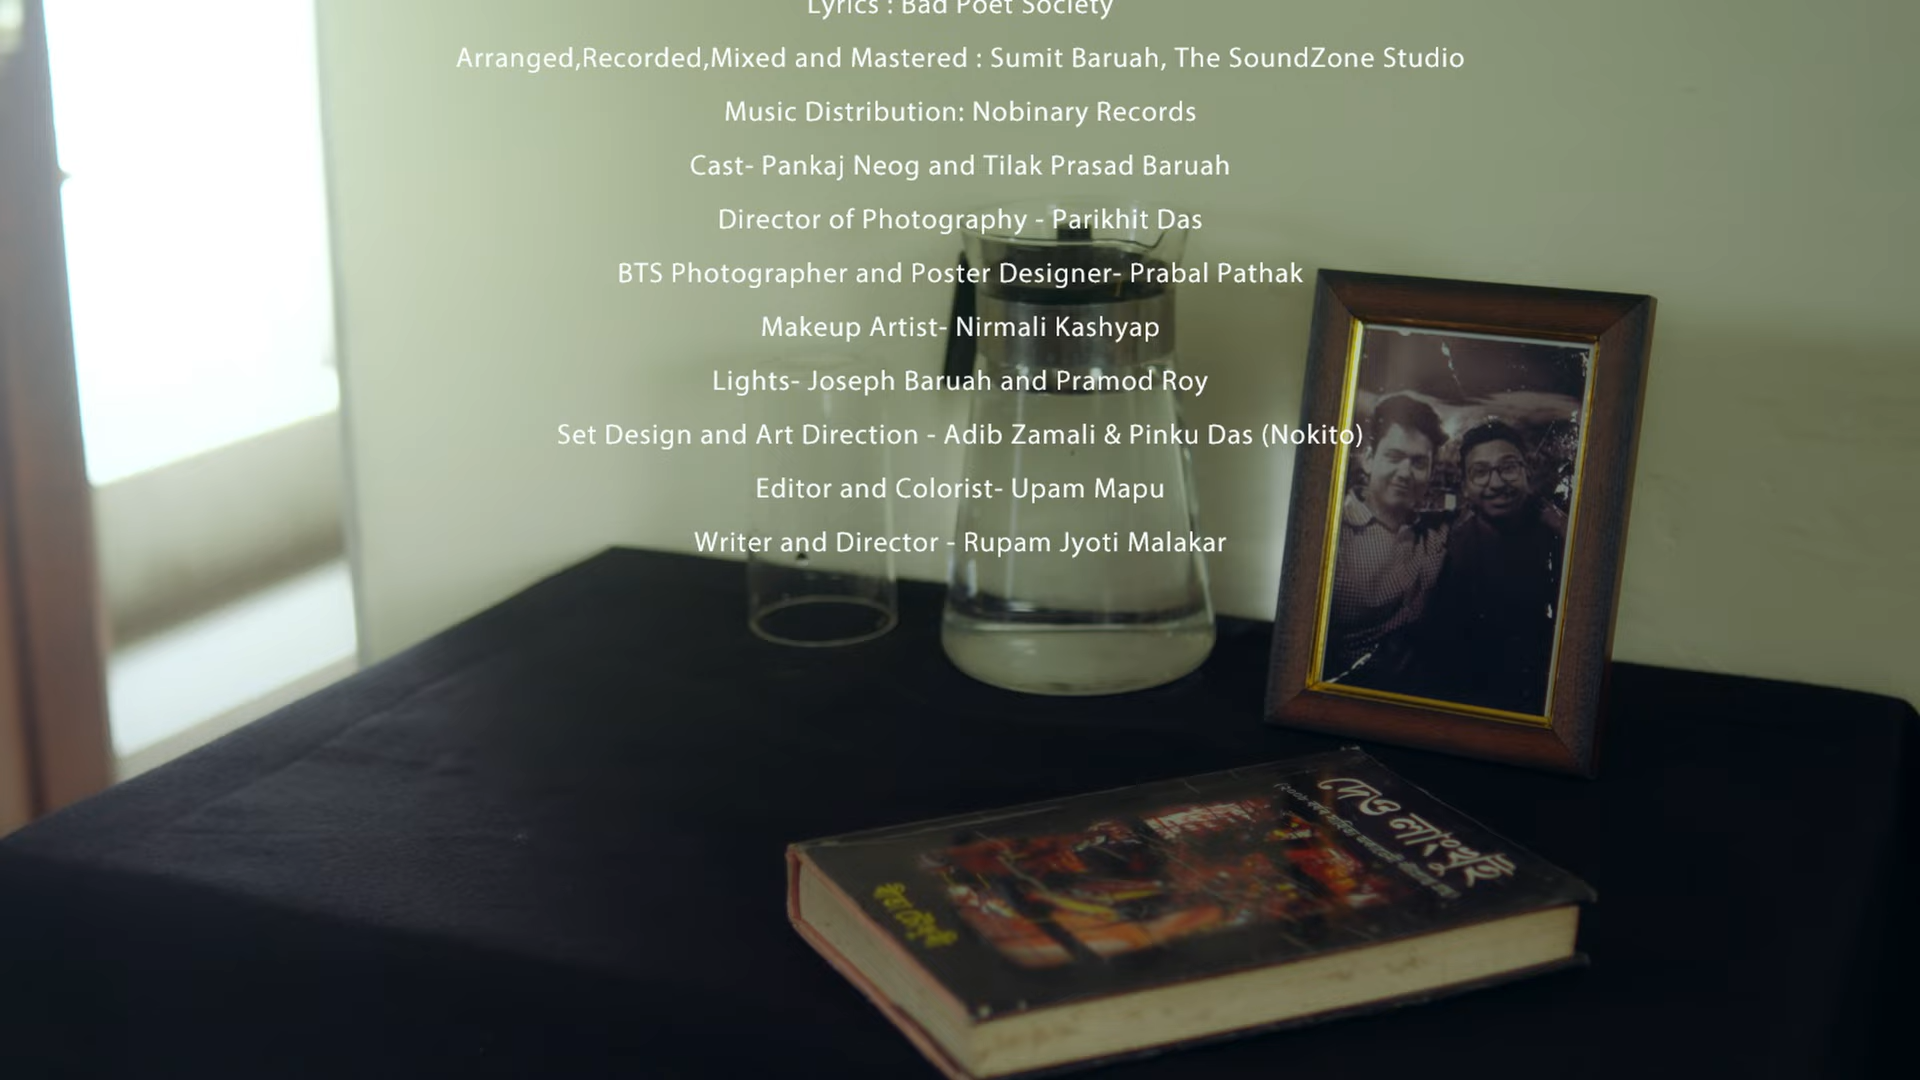 Lyrics : Bad Poet Society
Arranged,Recorded,Mixed and Mastered : Sumit Baruah, The SoundZone Studio
Music Distribution: Nobinary Records
Cast- Pankaj Neog and Tilak Prasad Baruah
Director of Photography - Parikhit Das
BTS Photographer and Poster Designer- Prabal Pathak
Makeup Artist- Nirmali Kashyap
Lights- Joseph Baruah and Pramod Roy
Set Design and Art Direction - Adib Zamali & Pinku Das (Nokito)
Editor and Colorist- Upam Mapu
Writer and Director - Rupam Jyoti Malakar
দেও লাংখুই